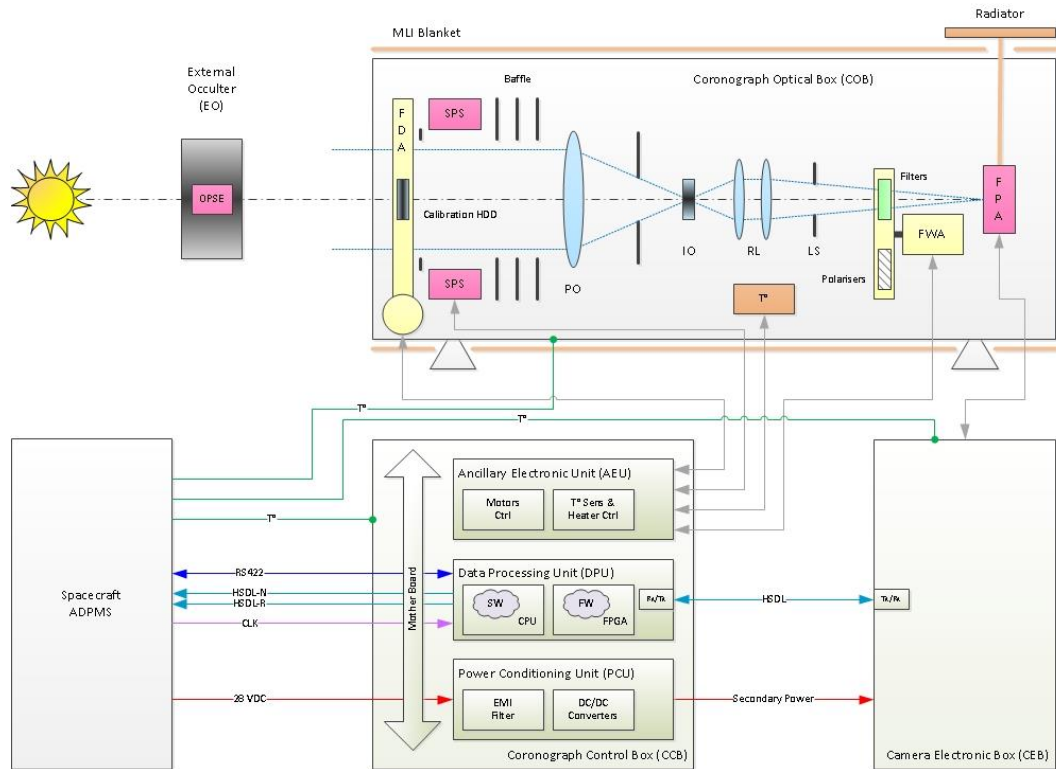 Radiator
MLI Blanket
External
Occulter
(EO)
Baffle
Coronograph Optical Box (COB)
F
D
A
SPS
OPSE
Calibration HDD
Filters
F
P
A
FWA
IO
RL
LS
PO
SPS
Polarisers
T°
T°
T°
Ancillary Electronic Unit (AEU)
Motors
Ctrl
T° Sens &
Heater Ctrl
T°
Mother Board
Spacecraft
ADPMS
RS422
HSDL-N
HSDL-R
CLK
Data Processing Unit (DPU)
SW
CPU
FW
FPGA
Rx/Tx
HSDL
Tx/Rx
Power Conditioning Unit (PCU)
28 VDC
EMI
Filter
DC/DC
Converters
Secondary Power
Coronograph Control Box (CCB)
Camera Electronic Box (CEB)